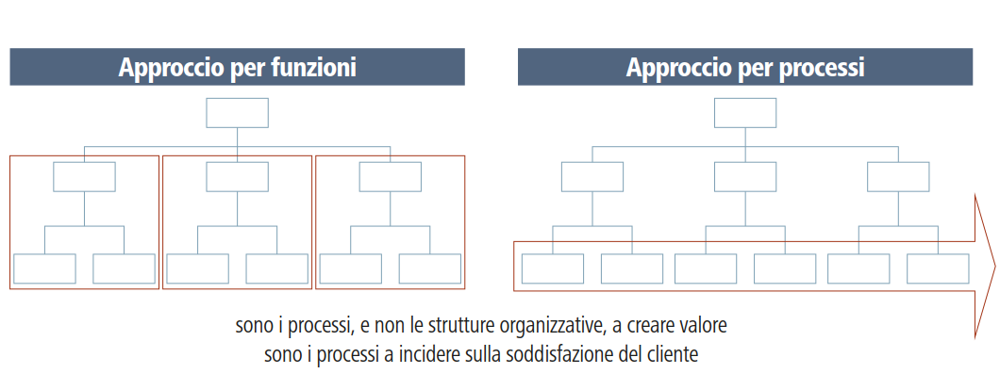 Approccio per funzioni
Approccio per processi
sono i processi, e non le strutture organizzative, a creare valore
sono i processi a incidere sulla soddisfazione del cliente